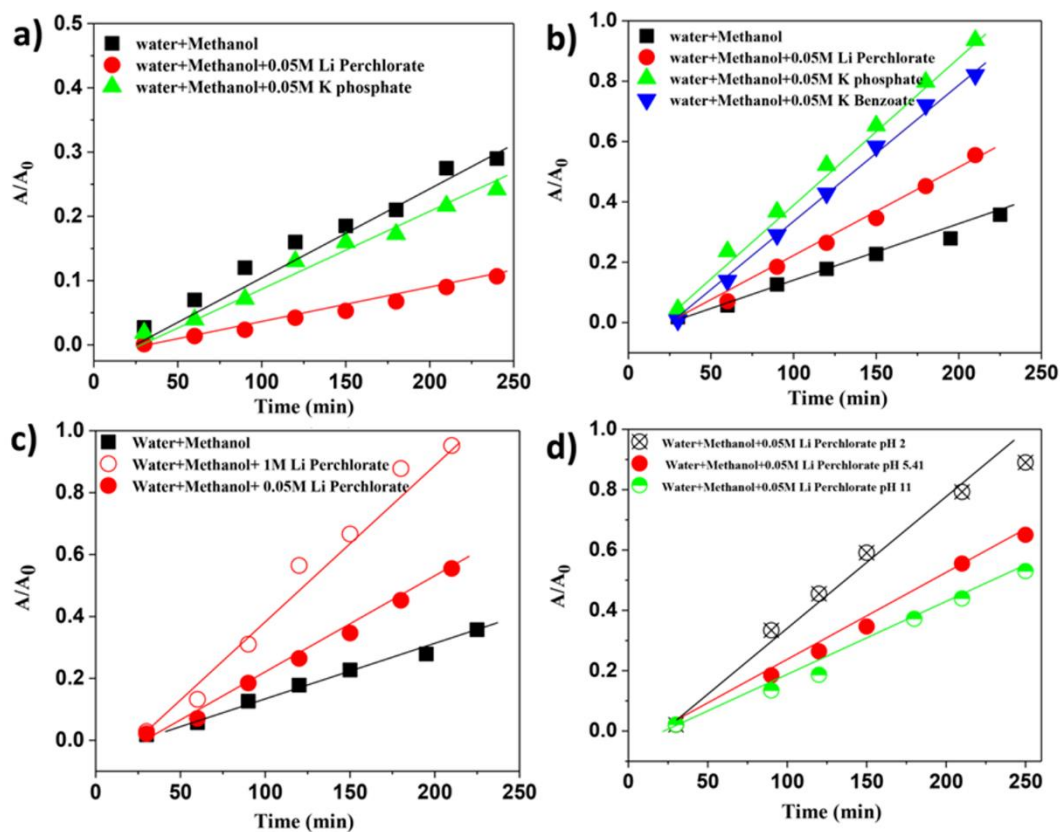 a)
water+Methanol
water+Methanol+0.05M Li Perchlorate
water+Methanol+0.05M K phosphate
A/A0
0.5
0.4
0.3
0.2
0.1
0.0
0 50 100 150 200 250
Time (min)
b)
water+Methanol
water+Methanol+0.05M Li Perchlorate
water+Methanol+0.05M K phosphate
water+Methanol+0.05M K Benzoate
A/A0
1.0
0.8
0.6
0.4
0.2
0.0
0 50 100 150 200 250
Time (min)
c)
Water+Methanol
Water+Methanol+ 1M Li Perchlorate
Water+Methanol+ 0.05M Li Perchlorate
A/A0
1.0
0.8
0.6
0.4
0.2
0.0
0 50 100 150 200 250
Time (min)
d)
Water+Methanol+0.05M Li Perchlorate pH 2
Water+Methanol+0.05M Li Perchlorate pH 5.41
Water+Methanol+0.05M Li Perchlorate pH 11
A/A0
1.0
0.8
0.6
0.4
0.2
0.0
0 50 100 150 200 250
Time (min)